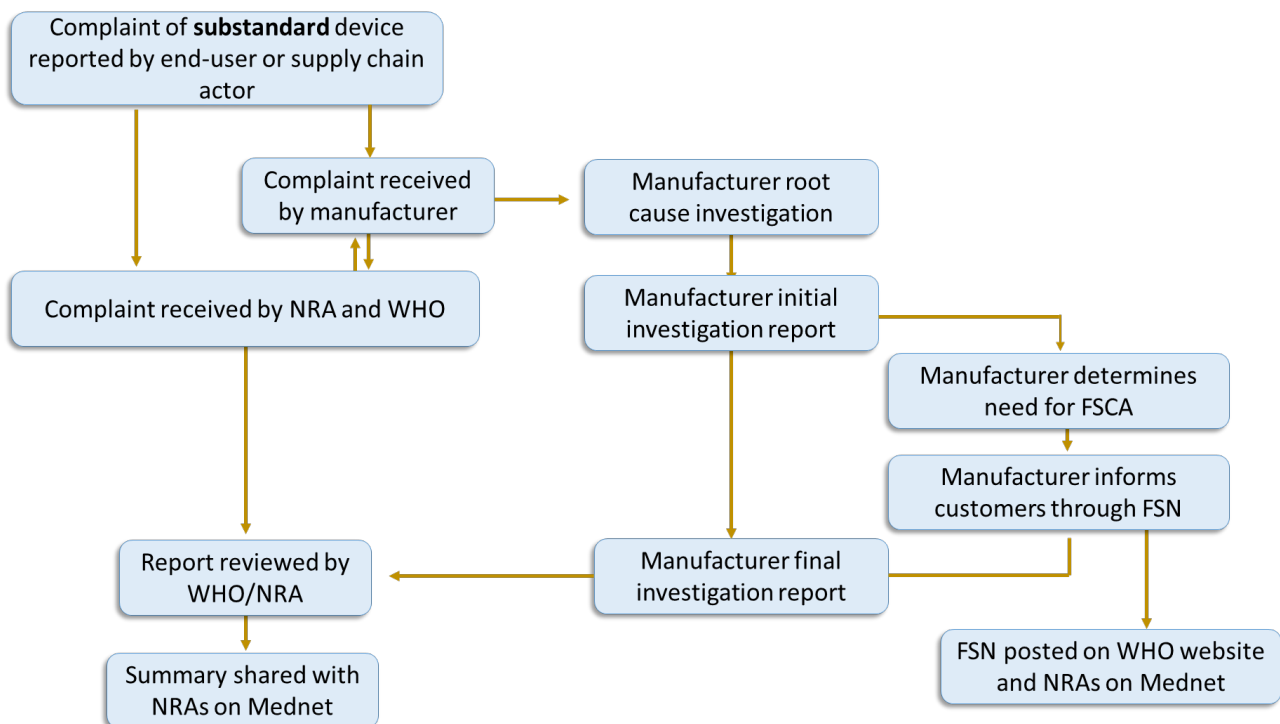 Complaint of substandard device
reported by end-user or supply chain
actor
Complaint received
by manufacturer
Manufacturer root
cause investigation
Complaint received by NRA and WHO
Manufacturer initial
investigation report
Manufacturer determines
need for FSCA
Manufacturer informs
customers through FSN
Report reviewed by
WHO/NRA
Manufacturer final
investigation report
Summary shared with
NRAs on Mednet
FSN posted on WHO website
and NRAs on Mednet